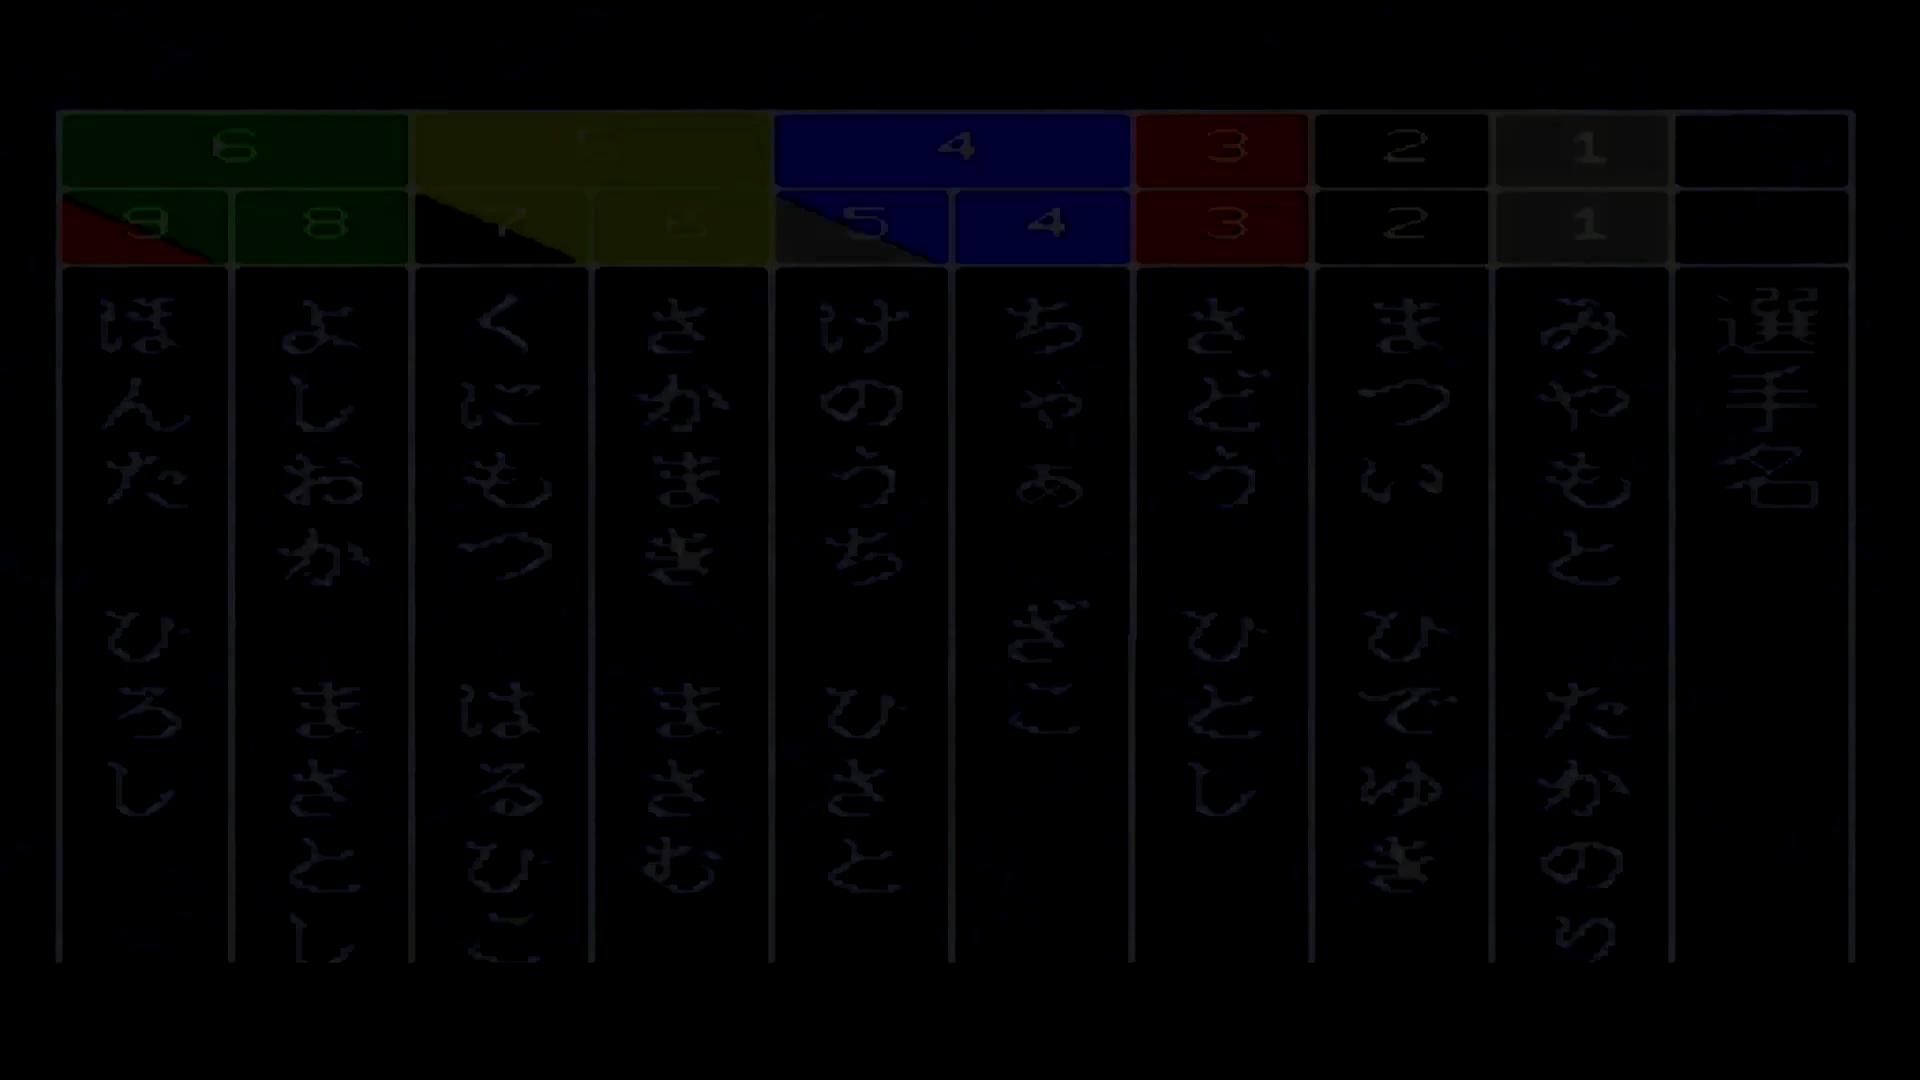 1 2 3 4 5 6
1 2 3 4 5 6 7 8 9
選手名
みやもと たかのり
まつい ひでゆき
さどう ひとし
ちゃあ ざこ
けのうち ひさと
さかまき まさむ
くにもつ はるひこ
よしおか まさとし
ほんた ひろし